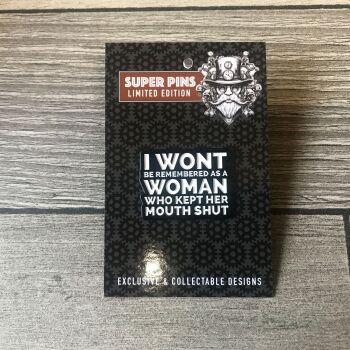 SUPER PINS
LIMITED EDITION
I WONT
BE REMEMBERED AS A
WOMAN
WHO KEPT HER
MOUTH SHUT
EXCLUSIVE & COLLECTABLE DESIGNS